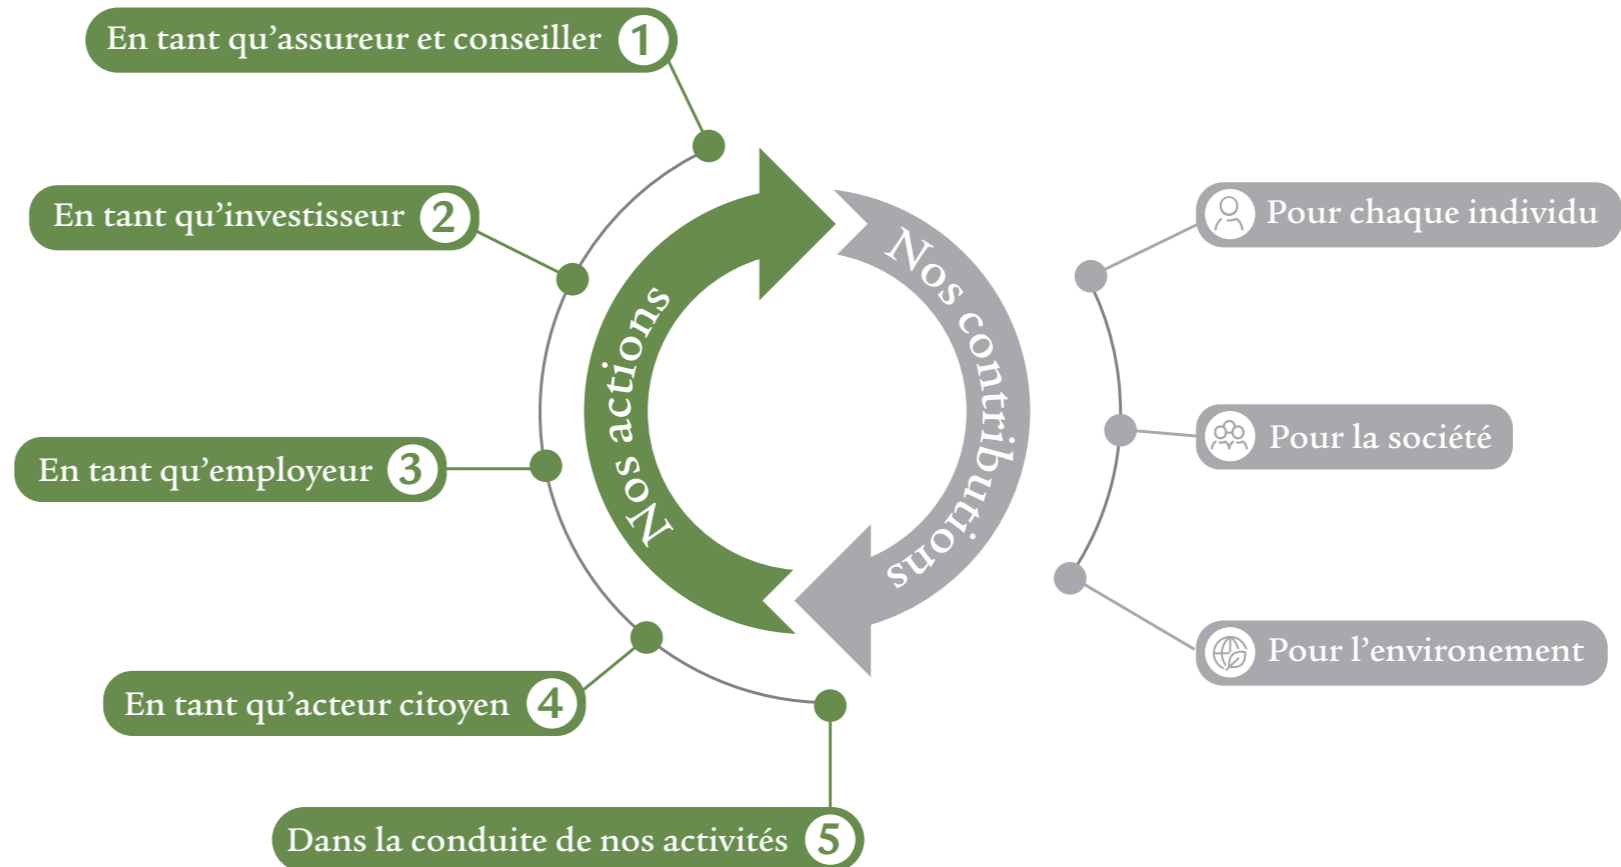 En tant qu’assureur et conseiller 1
En tant qu’investisseur 2
En tant qu’employeur 3
En tant qu’acteur citoyen 4
Dans la conduite de nos activités 5
Nos actions
Nos contributions
Pour chaque individu
Pour la société
Pour l’environement